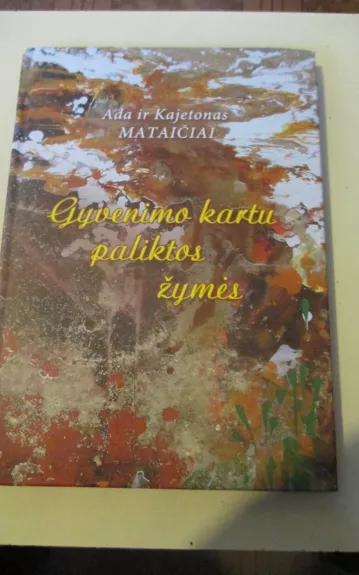 Ada ir Kajetonas
MATAIČIAI
Gyvenimo kartu
paliktos
žymės